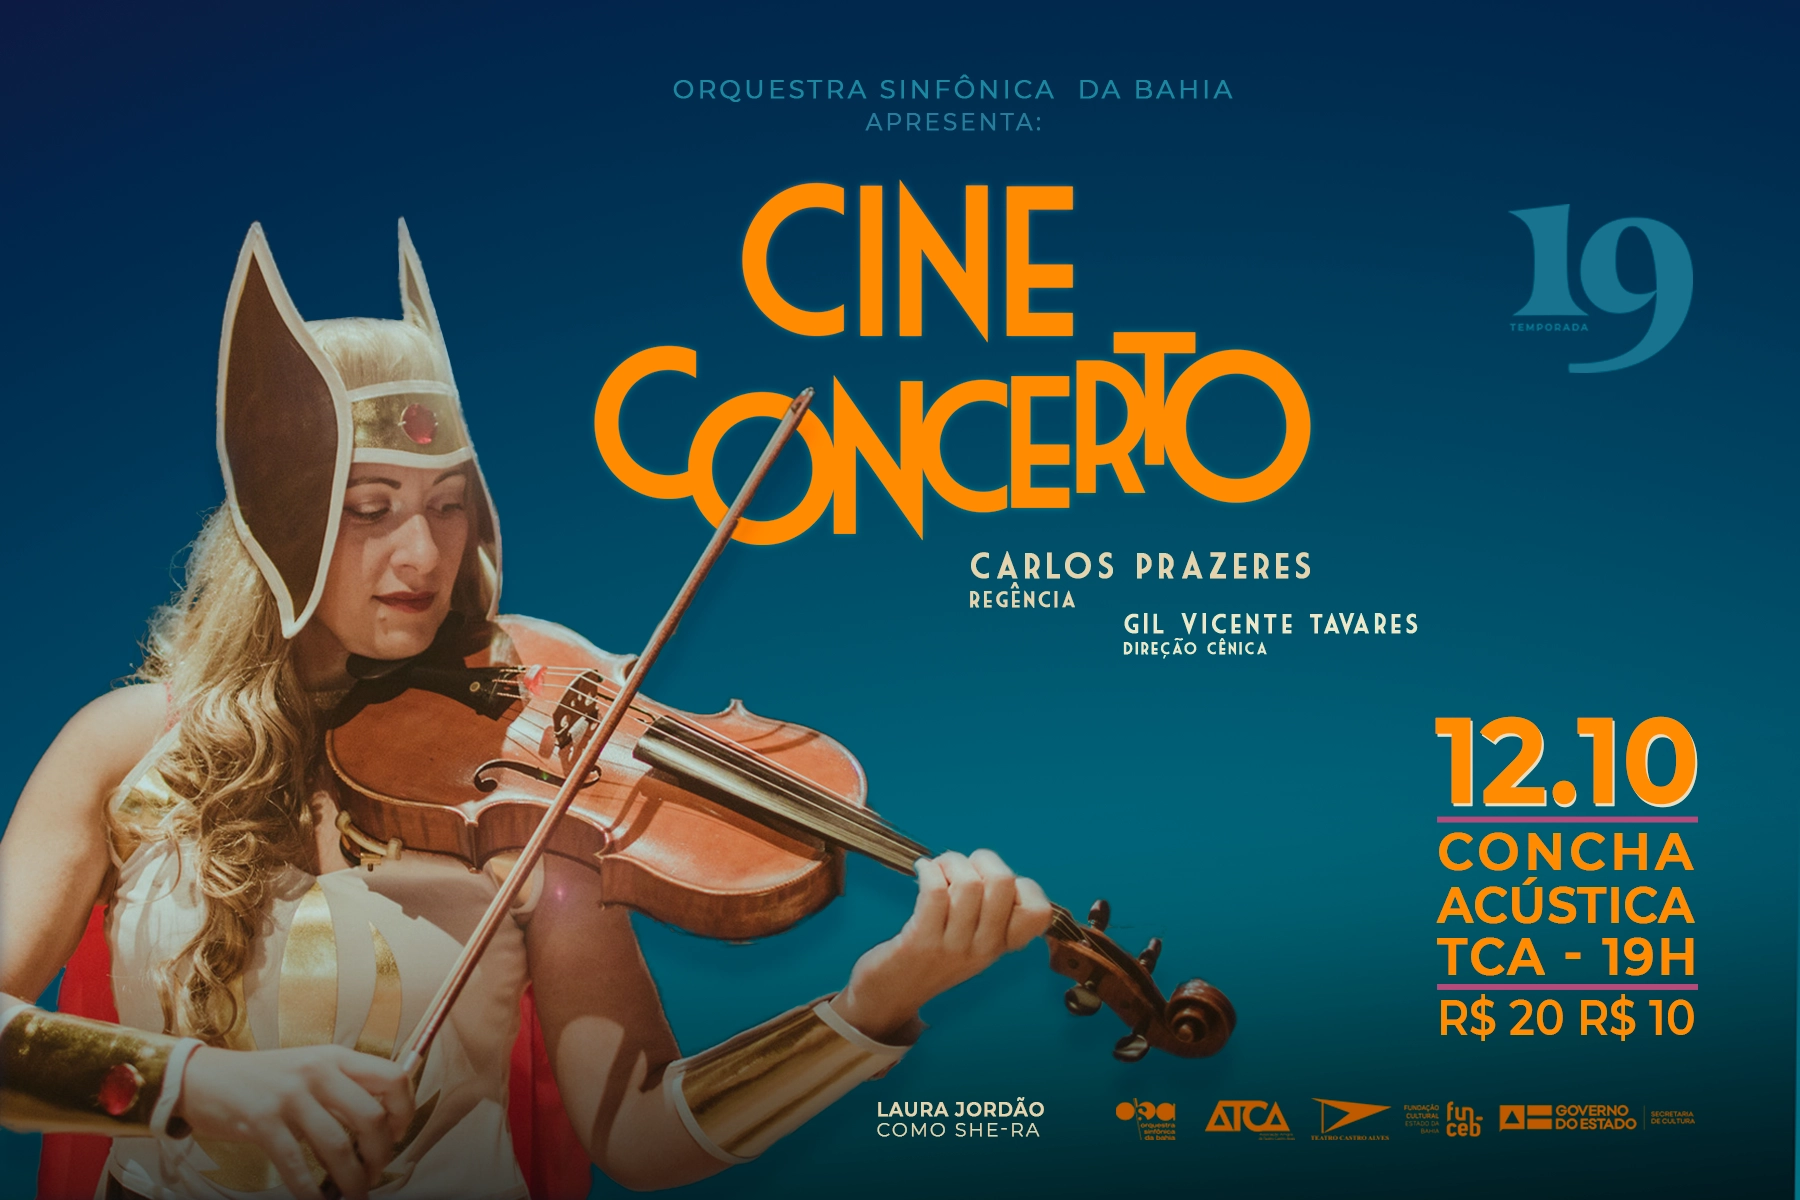 ORQUESTRA SINFÔNICA DA BAHIA
APRESENTA:
CINE
CONCERTO
19
TEMPORADA
CARLOS PRAZERES
REGÊNCIA
GIL VICENTE TAVARES
DIREÇÃO CÊNICA
12.10
CONCHA
ACÚSTICA
TCA - 19H
R$ 20 R$ 10
LAURA JORDÃO
COMO SHE-RA
orquestra
sinfônica
da bahia
ATCA
TEATRO CASTRO ALVES
FUNDAÇÃO
CULTURAL
ESTADO DA
BAHIA
fun-
ceb
GOVERNO
DO ESTADO
SECRETARIA
DE CULTURA